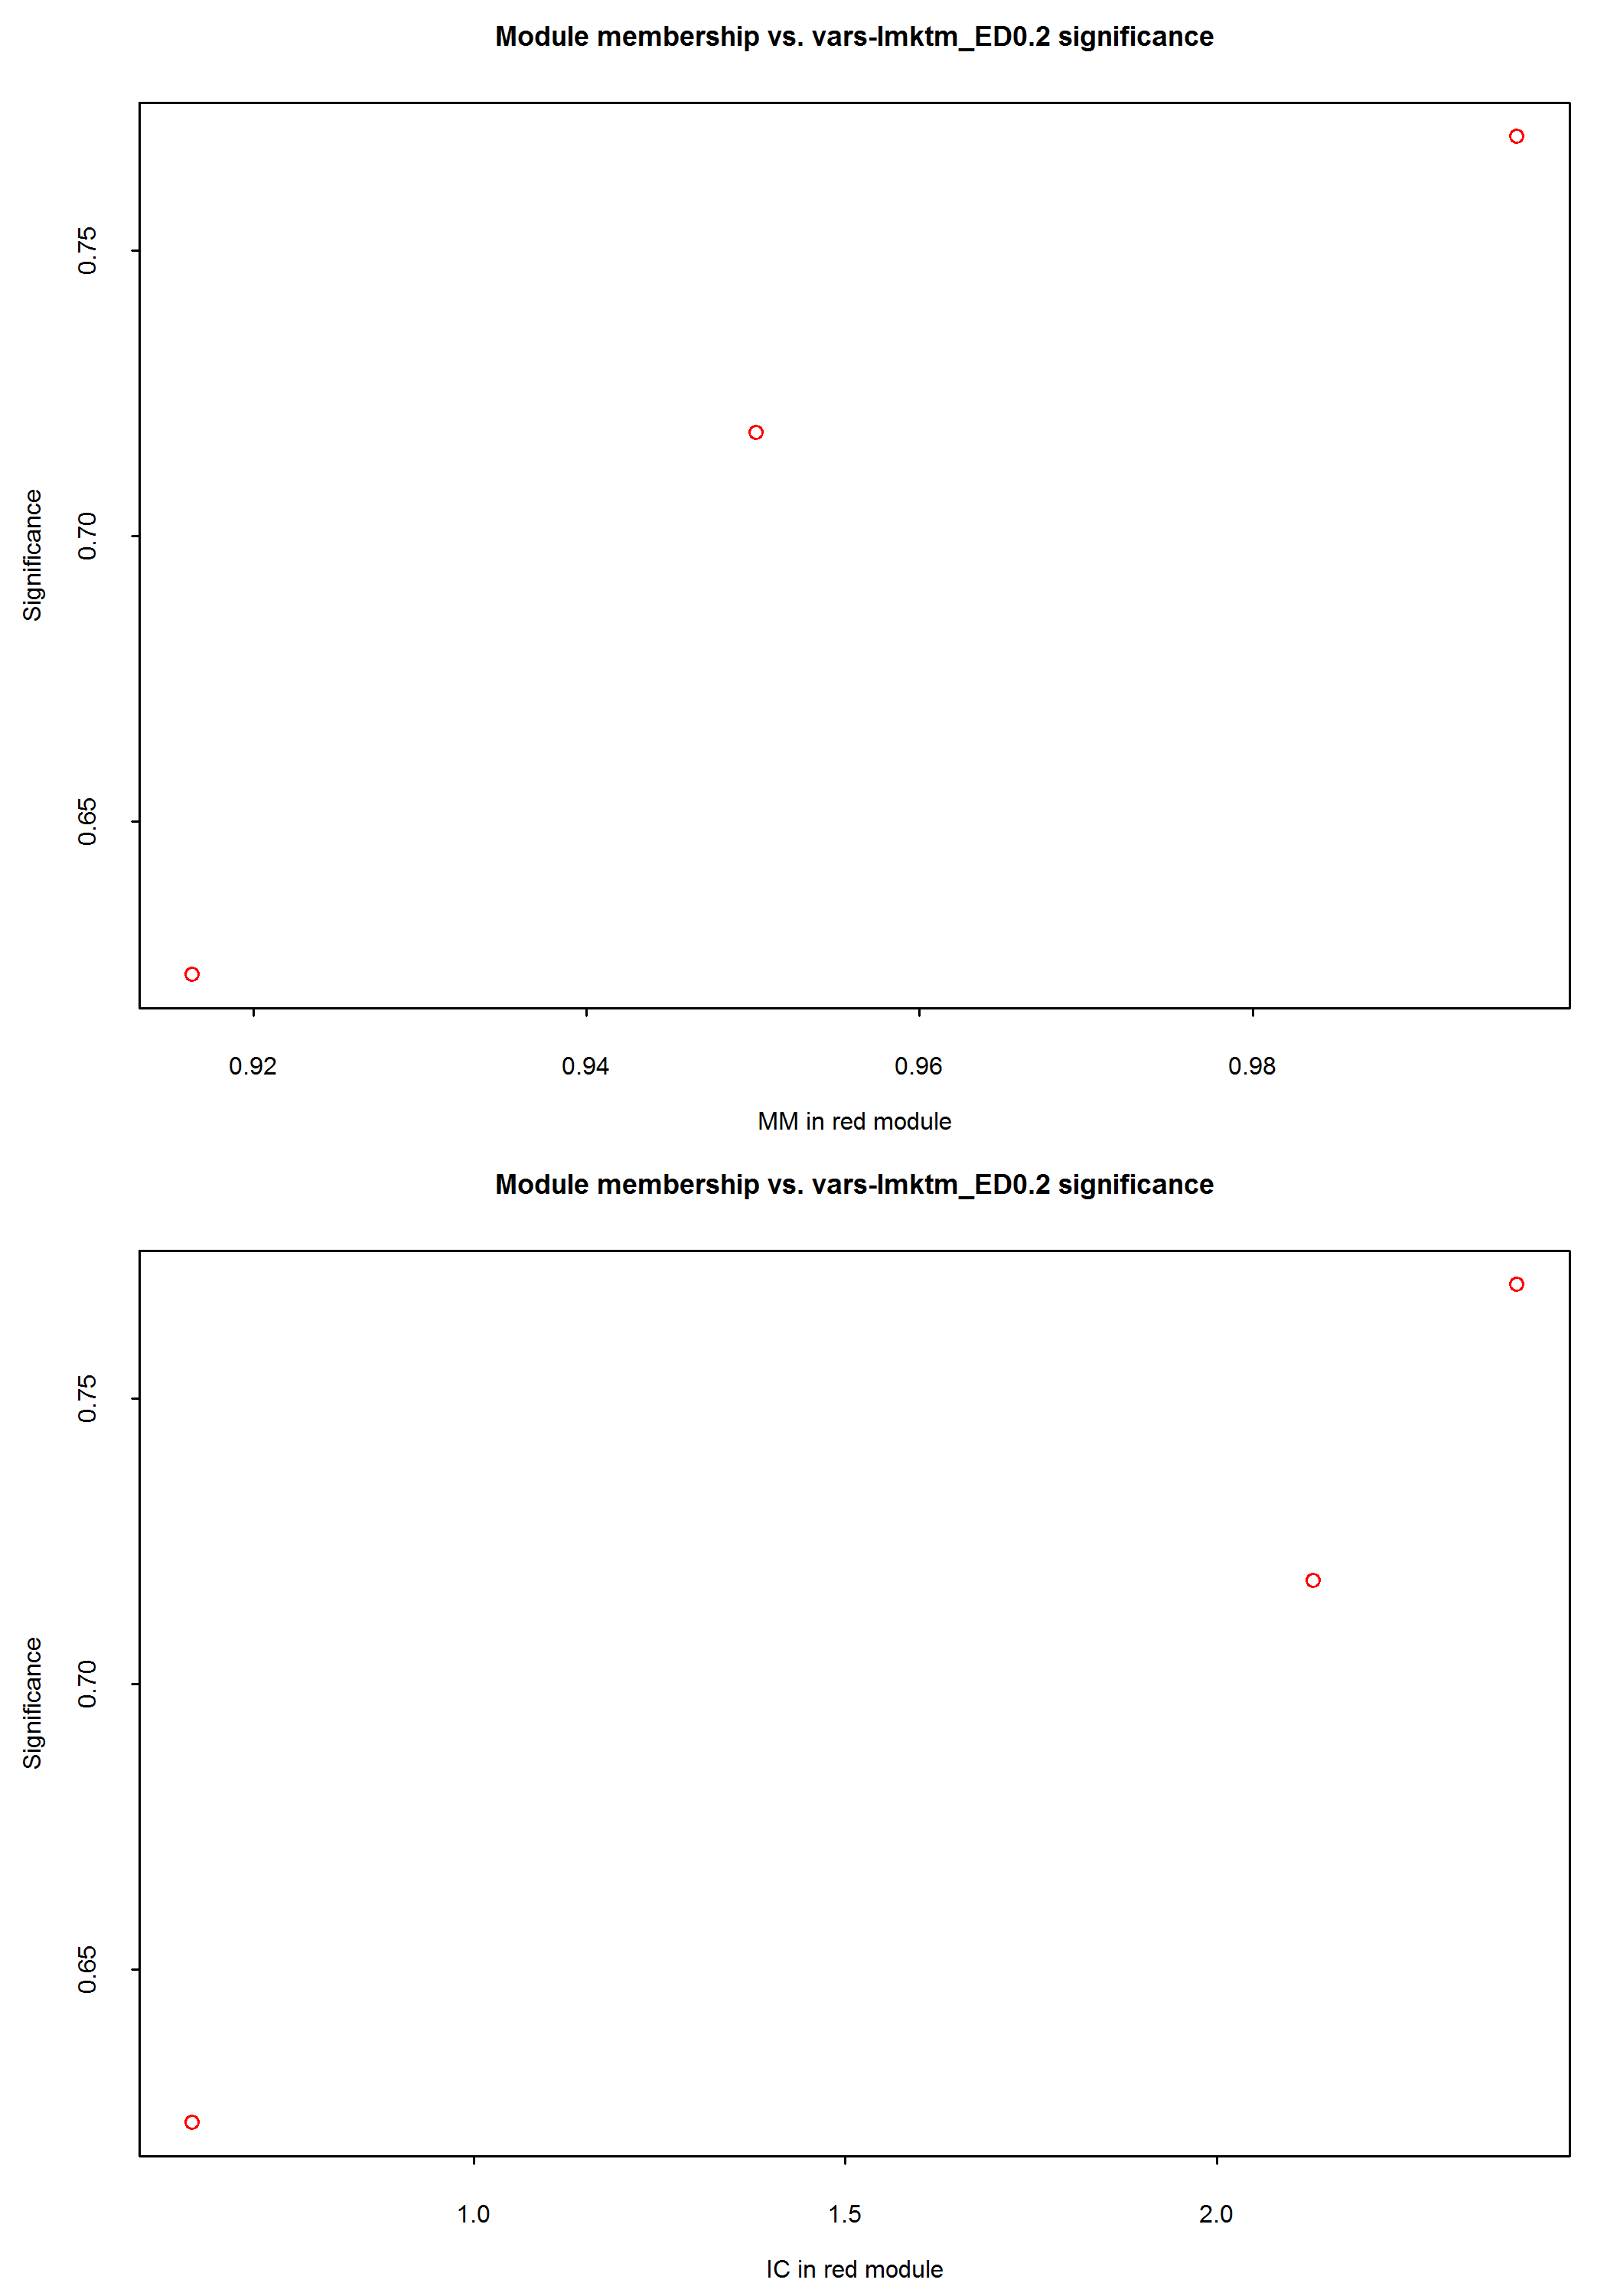 Module membership vs. vars-lmktm_ED0.2 significance
0.75
0.70
0.65
Significance
0.92 0.94 0.96 0.98
MM in red module
Module membership vs. vars-lmktm_ED0.2 significance
0.75
0.70
0.65
Significance
1.0 1.5 2.0
IC in red module